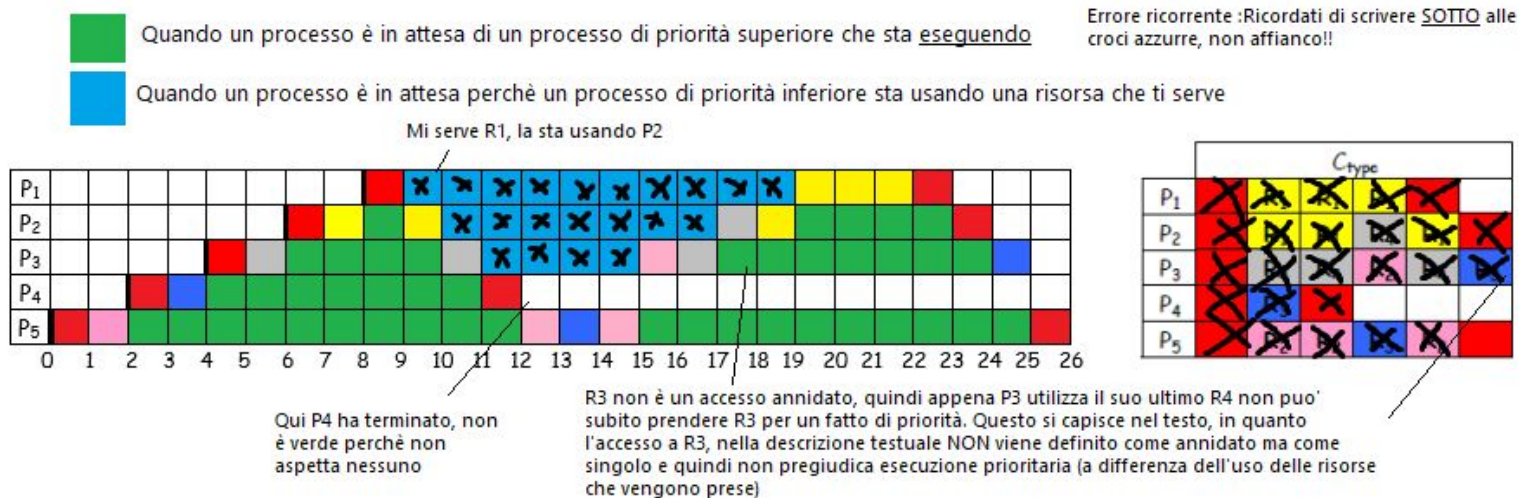 Quando un processo è in attesa di un processo di priorità superiore che sta eseguendo
Errore ricorrente :Ricordati di scrivere SOTTO alle
croci azzurre, non affianco!!
Quando un processo è in attesa perchè un processo di priorità inferiore sta usando una risorsa che ti serve
Mi serve R1, la sta usando P2
P1
P2
P3
P4
P5
0 1 2 3 4 5 6 7 8 9 10 11 12 13 14 15 16 17 18 19 20 21 22 23 24 25 26
Ctype
P1
P2
P3
P4
P5
Qui P4 ha terminato, non
è verde perchè non
aspetta nessuno
R3 non è un accesso annidato, quindi appena P3 utilizza il suo ultimo R4 non puo'
subito prendere R3 per un fatto di priorità. Questo si capisce nel testo, in quanto
l'accesso a R3, nella descrizione testuale NON viene definito come annidato ma come
singolo e quindi non pregiudica esecuzione prioritaria (a differenza dell'uso delle risorse
che vengono prese)